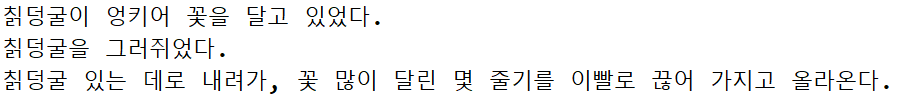 칡덩굴이 엉키어 꽃을 달고 있었다.
칡덩굴을 그러쥐었다.
칡덩굴 있는 데로 내려가, 꽃 많이 달린 몇 줄기를 이빨로 끊어 가지고 올라온다.